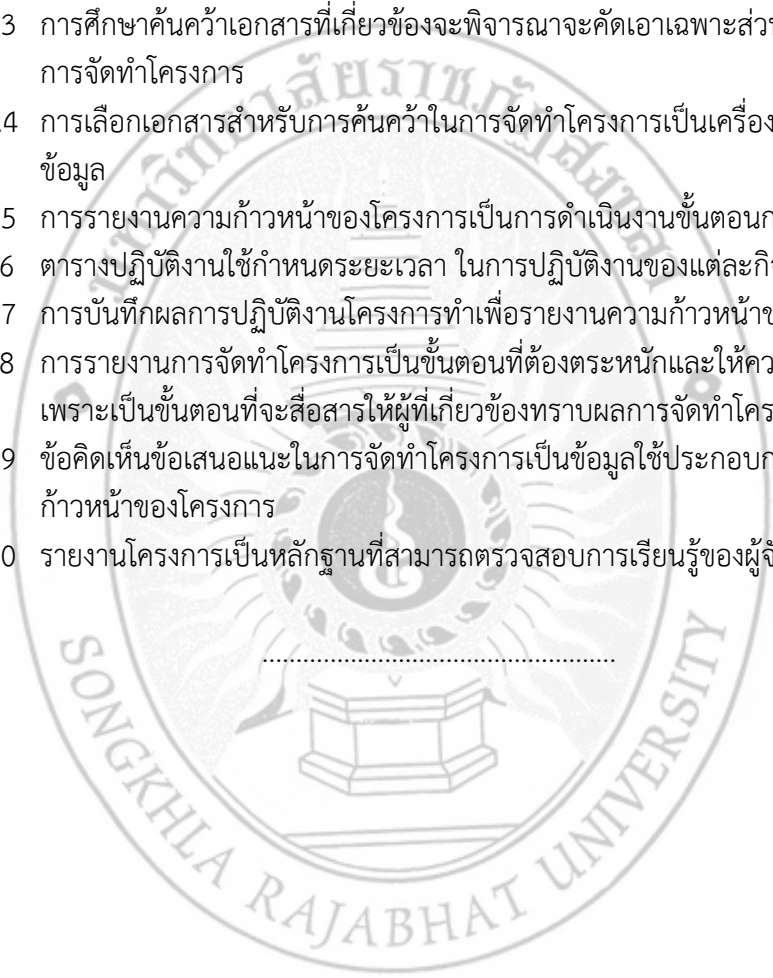 3 การศึกษาค้นคว้าเอกสารที่เกี่ยวข้องจะพิจารณาจะคัดเอาเฉพาะส่วน
การจัดทำโครงการ
4 การเลือกเอกสารสำหรับการค้นคว้าในการจัดทำโครงการเป็นเครื่อง
ข้อมูล
5 การรายงานความก้าวหน้าของโครงการเป็นการดำเนินงานขั้นตอน
6 ตารางปฏิบัติงานใช้กำหนดระยะเวลา ในการปฏิบัติงานของแต่ละกิจ
7 การบันทึกผลการปฏิบัติงานโครงการทำเพื่อรายงานความก้าวหน้า
8 การรายงานการจัดทำโครงการเป็นขั้นตอนที่ต้องตระหนักและให้คว
เพราะเป็นขั้นตอนที่จะสื่อสารให้ผู้ที่เกี่ยวข้องทราบผลการจัดทำโคร
9 ข้อคิดเห็นข้อเสนอแนะในการจัดทำโครงการเป็นข้อมูลใช้ประกอบ
ก้าวหน้าของโครงการ
0 รายงานโครงการเป็นหลักฐานที่สามารถตรวจสอบการเรียนรู้ของผู้จั
....................................................
มหาวิทยาลัยราชภัฏสงขลา
SONGKHLA RAJABHAT UNIVERSITY